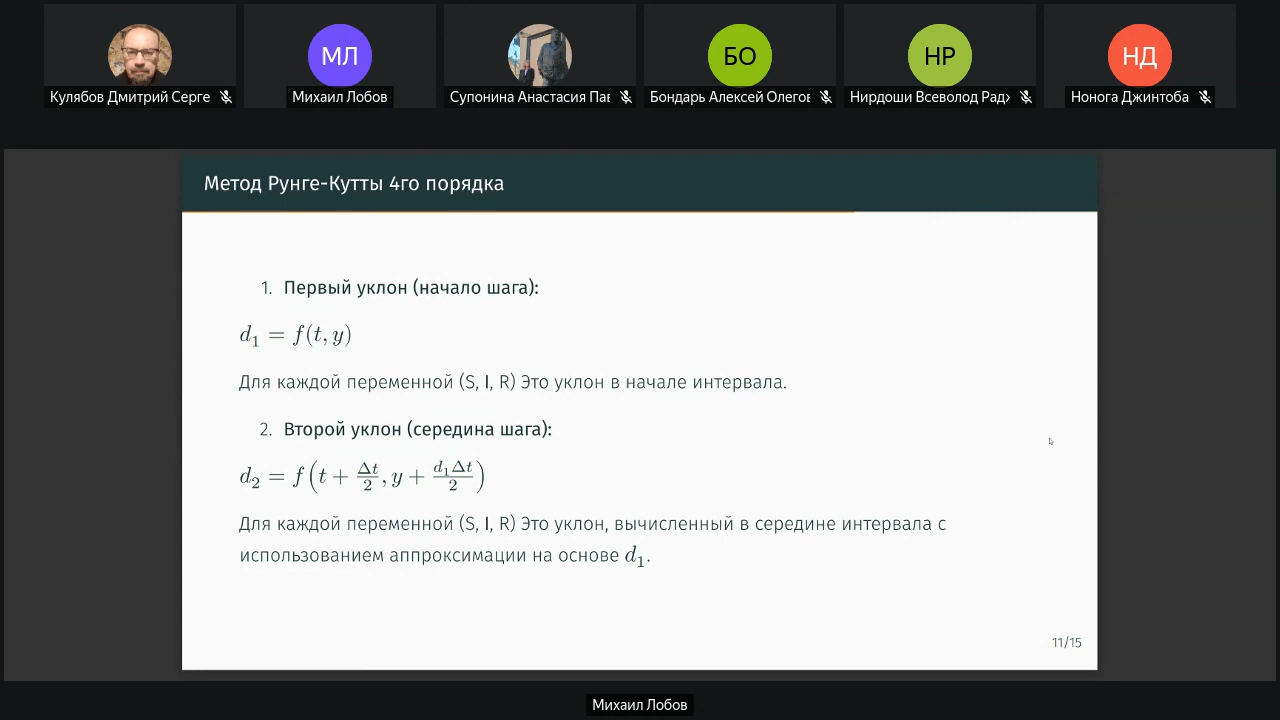 МЛ
БО
НР
НД
Кулябов Дмитрий Серге
Михаил Лобов
Супонина Анастасия Пав
Бондарь Алексей Олегов
Нирдоши Всеволод Радж
Нонога Джинтоба
Метод Рунге-Кутты 4го порядка
1. Первый уклон (начало шага):
d₁ = f(t, y)
Для каждой переменной (S, I, R) Это уклон в начале интервала.
2. Второй уклон (середина шага):
d₂ = f(t + Δt/2, y + d₁Δt/2)
Для каждой переменной (S, I, R) Это уклон, вычисленный в середине интервала с
использованием аппроксимации на основе d₁.
11/15
Михаил Лобов